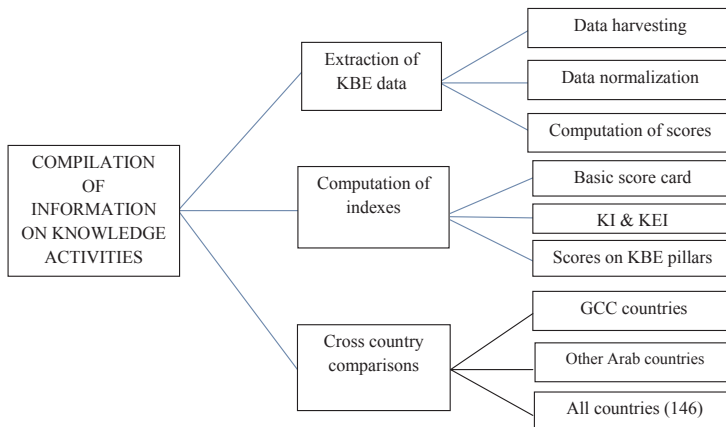 COMPILATION
OF
INFORMATION
ON KNOWLEDGE
ACTIVITIES
Extraction of
KBE data
Data harvesting
Data normalization
Computation of scores
Computation of
indexes
Basic score card
KI & KEI
Scores on KBE pillars
Cross country
comparisons
GCC countries
Other Arab countries
All countries (146)